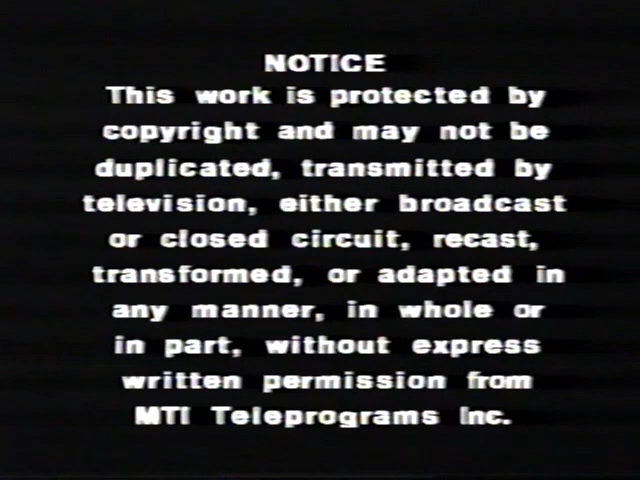 NOTICE
This work is protected by
copyright and may not be
duplicated, transmitted by
television, either broadcast
or closed circuit, recast,
transformed, or adapted in
any manner, in whole or
in part, without express
written permission from
MTI Teleprograms Inc.